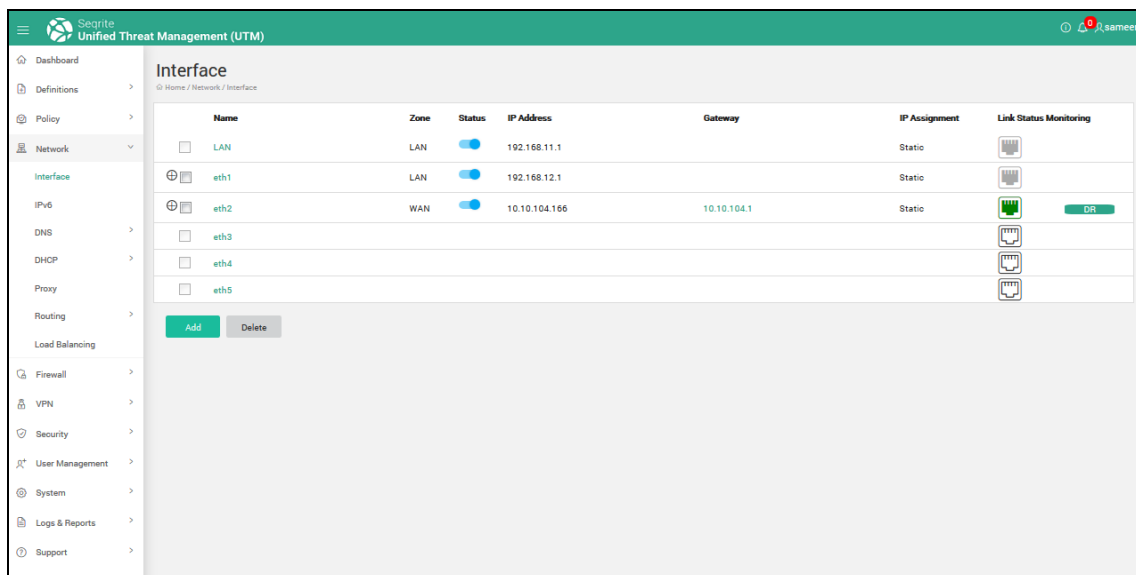 Seqrite
Unified Threat Management (UTM)
0
sameer
Dashboard
Definitions
Policy
Network
Interface
IPv6
DNS
DHCP
Proxy
Routing
Load Balancing
Firewall
VPN
Security
User Management
System
Logs & Reports
Support
Interface
Home / Network / Interface
Name Zone Status IP Address Gateway IP Assignment Link Status Monitoring
LAN LAN 192.168.11.1 Static
eth1 LAN 192.168.12.1 Static
eth2 WAN 10.10.104.166 10.10.104.1 Static DR
eth3
eth4
eth5
Add Delete